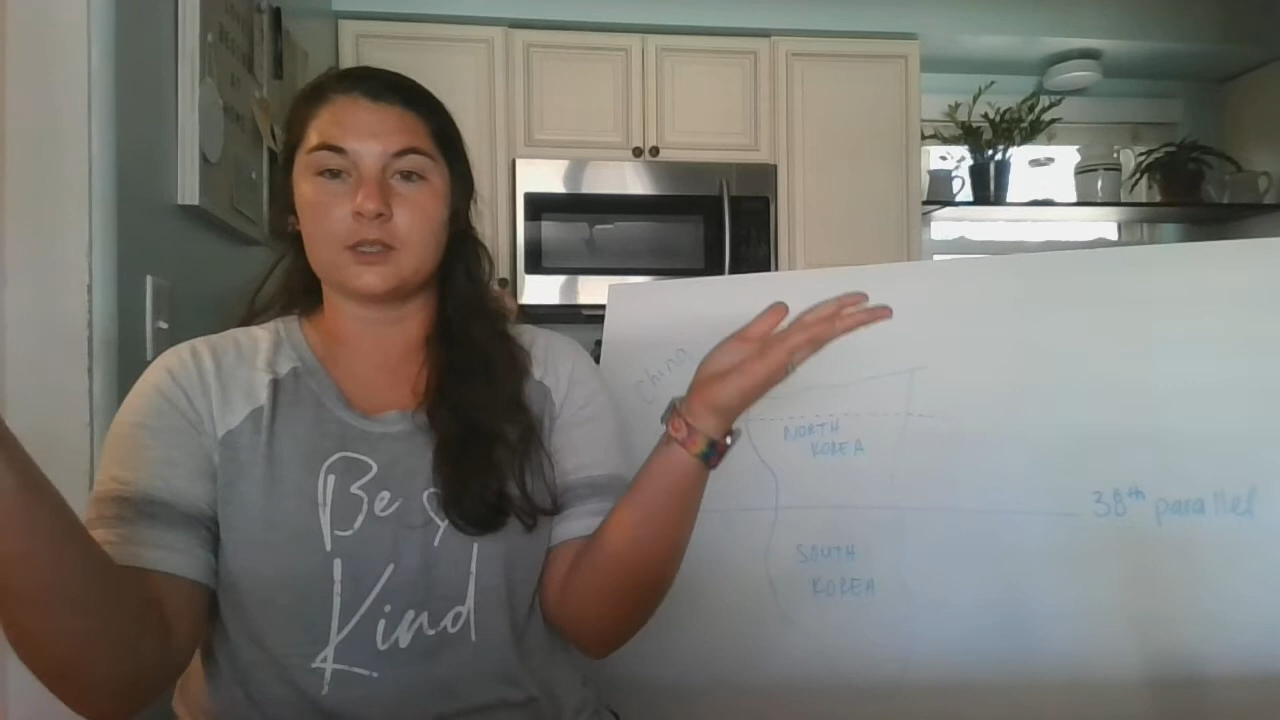 China
NORTH
KOREA
38th parallel
SOUTH
KOREA
Be
Kind